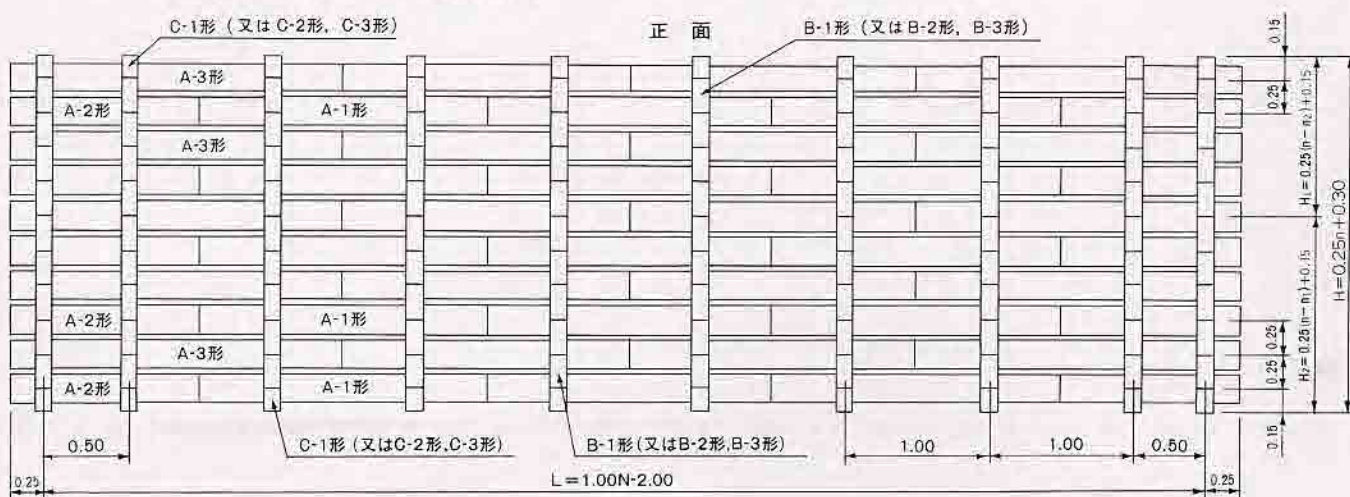 C-1形 (又は C-2形, C-3形)
正 面
B-1形 (又は B-2形, B-3形)
0.15
A-3形
A-2形
A-1形
0.25
H₁=0.25(n-n₂)+0.15
A-3形
H=0.25n+0.30
A-2形
A-1形
0.25
H₂=0.25(n-n₁)+0.15
A-3形
0.25
A-2形
A-1形
0.15
0.50
C-1形 (又はC-2形,C-3形)
B-1形(又はB-2形,B-3形)
1.00
1.00
0.50
0.25
L=1.00N-2.00
0.25